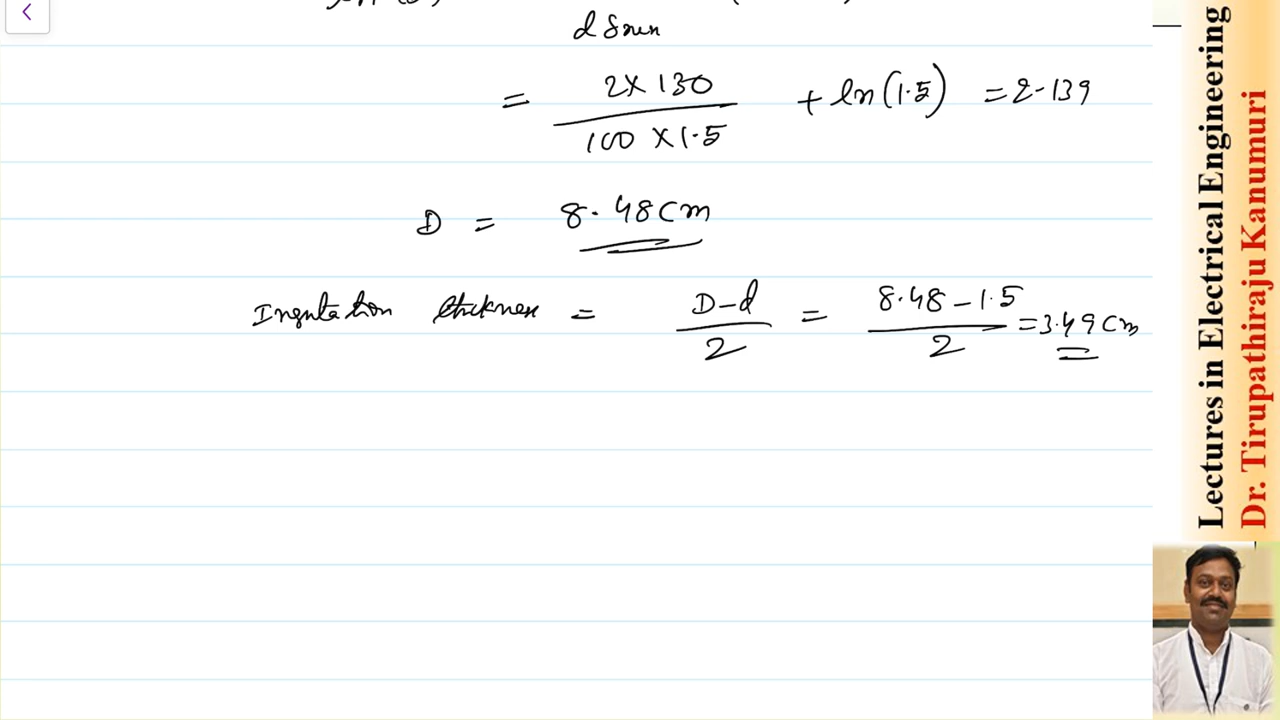 d gmax
= 2 × 130 / 100 × 1.5 + ln(1.5) = 2.139
D = 8.48 cm
Insulation thickness = D-d / 2 = 8.48 - 1.5 / 2 = 3.49 cm
Lectures in Electrical Engineering
Dr. Tirupathiraju Kanumuri